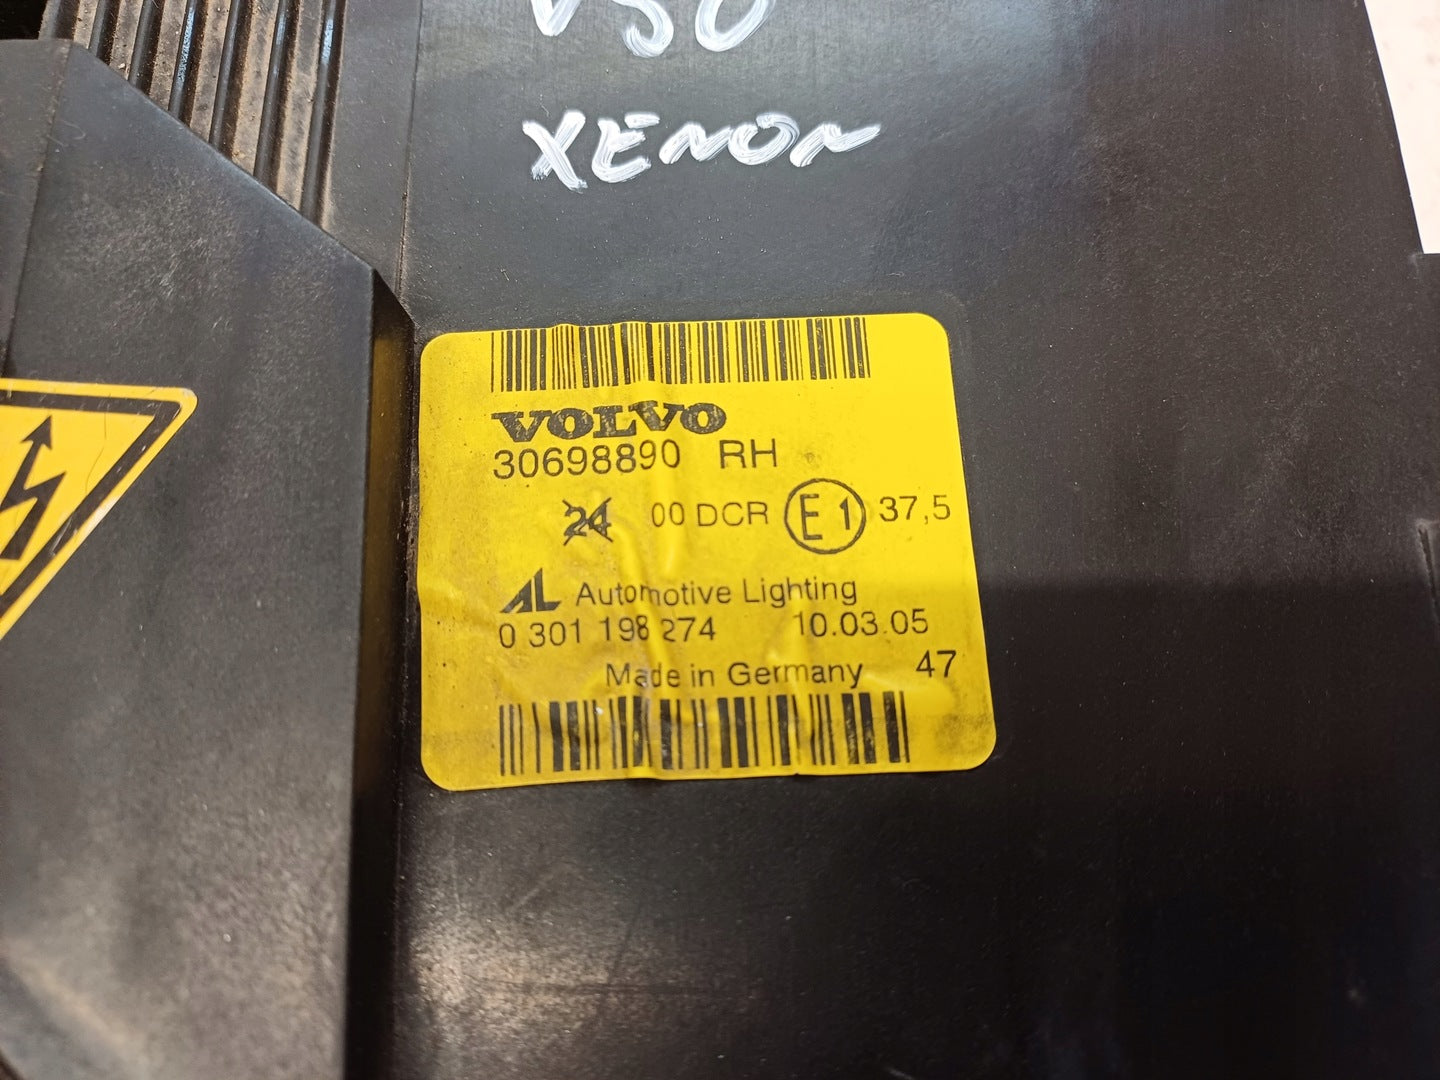 V50
XENON
VOLVO
30698890 RH
24 00 DCR E1 37,5
AL Automotive Lighting
0 301 198 274 10.03.05
Made in Germany 47